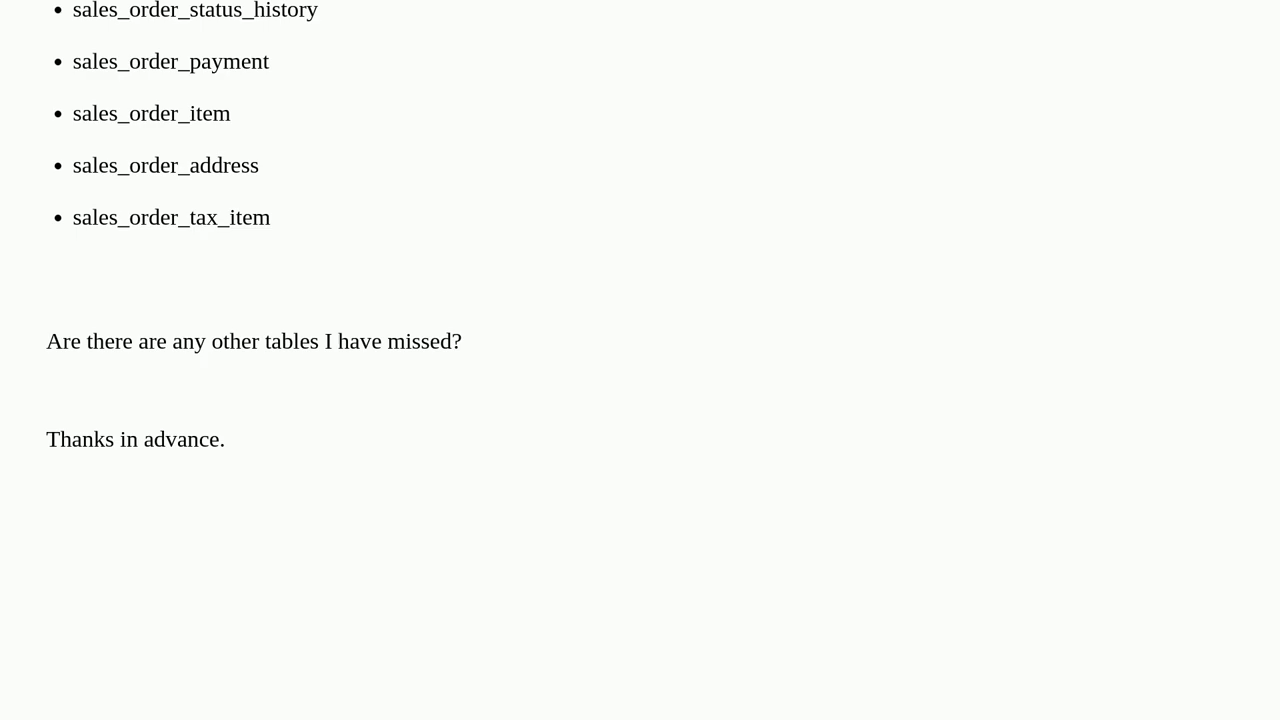 • sales_order_status_history
• sales_order_payment
• sales_order_item
• sales_order_address
• sales_order_tax_item
Are there are any other tables I have missed?
Thanks in advance.